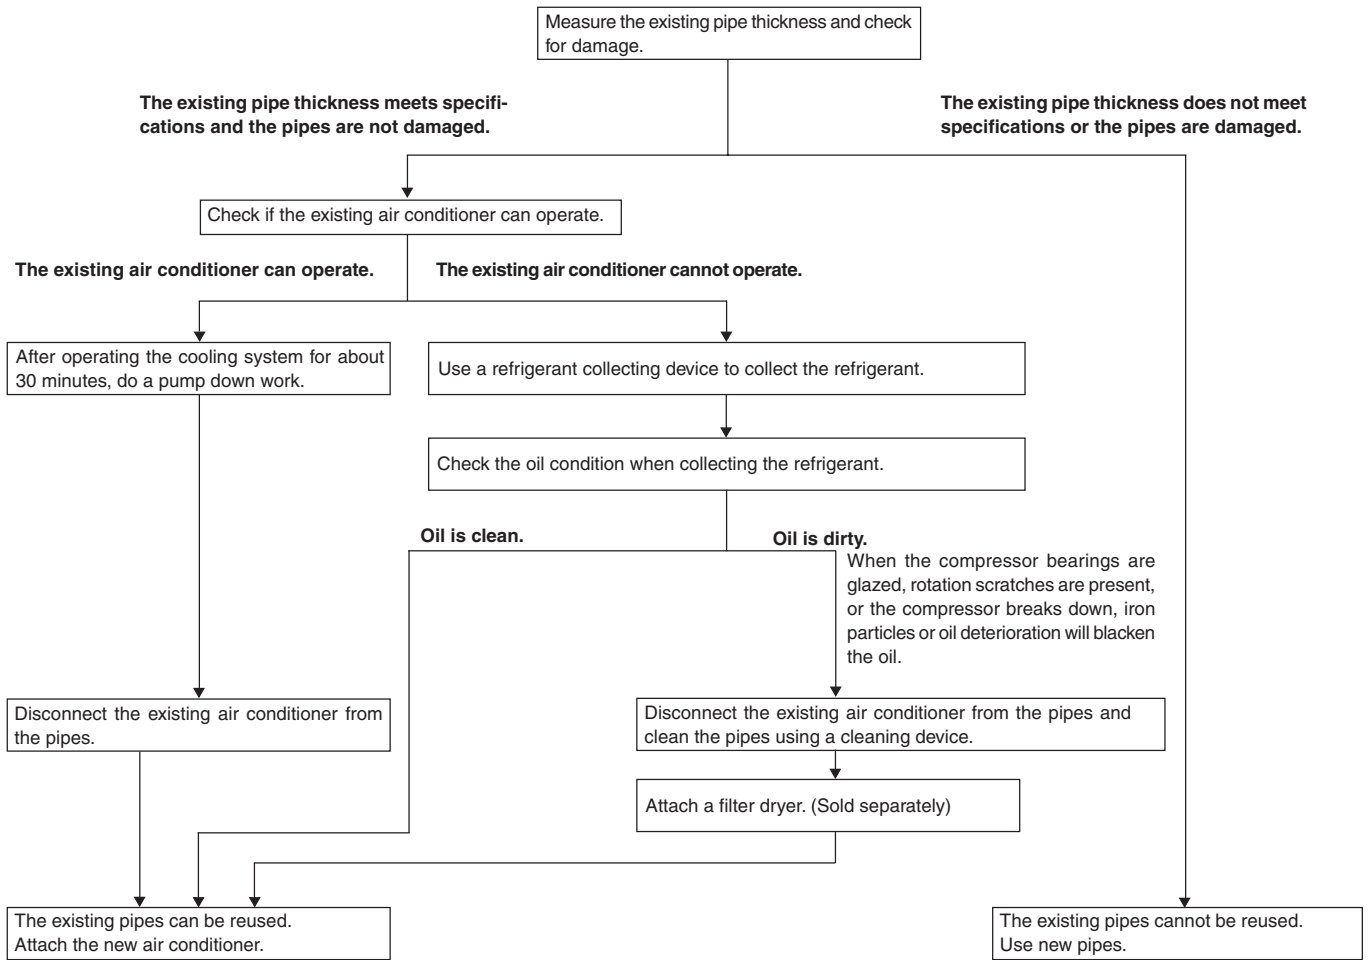 Measure the existing pipe thickness and check
for damage.
The existing pipe thickness meets specifi-
cations and the pipes are not damaged.
The existing pipe thickness does not meet
specifications or the pipes are damaged.
Check if the existing air conditioner can operate.
The existing air conditioner can operate.
The existing air conditioner cannot operate.
After operating the cooling system for about
30 minutes, do a pump down work.
Use a refrigerant collecting device to collect the refrigerant.
Check the oil condition when collecting the refrigerant.
Oil is clean.
Oil is dirty.
When the compressor bearings are
glazed, rotation scratches are present,
or the compressor breaks down, iron
particles or oil deterioration will blacken
the oil.
Disconnect the existing air conditioner from
the pipes.
Disconnect the existing air conditioner from the pipes and
clean the pipes using a cleaning device.
Attach a filter dryer. (Sold separately)
The existing pipes can be reused.
Attach the new air conditioner.
The existing pipes cannot be reused.
Use new pipes.